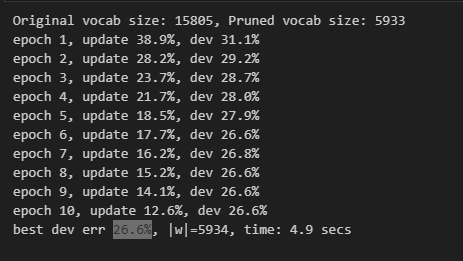 Original vocab size: 15805, Pruned vocab size: 5933
epoch 1, update 38.9%, dev 31.1%
epoch 2, update 28.2%, dev 29.2%
epoch 3, update 23.7%, dev 28.7%
epoch 4, update 21.7%, dev 28.0%
epoch 5, update 18.5%, dev 27.9%
epoch 6, update 17.7%, dev 26.6%
epoch 7, update 16.2%, dev 26.8%
epoch 8, update 15.2%, dev 26.6%
epoch 9, update 14.1%, dev 26.6%
epoch 10, update 12.6%, dev 26.6%
best dev err 26.6%, |w|=5934, time: 4.9 secs